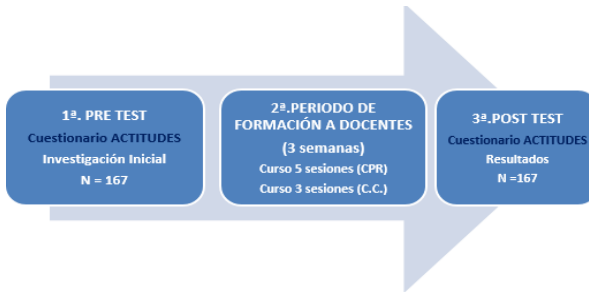 1ª. PRE TEST
Cuestionario ACTITUDES
Investigación Inicial
N = 167
2ª.PERIODO DE
FORMACIÓN A DOCENTES
(3 semanas)
Curso 5 sesiones (CPR)
Curso 3 sesiones (C.C.)
3ª.POST TEST
Cuestionario ACTITUDES
Resultados
N =167